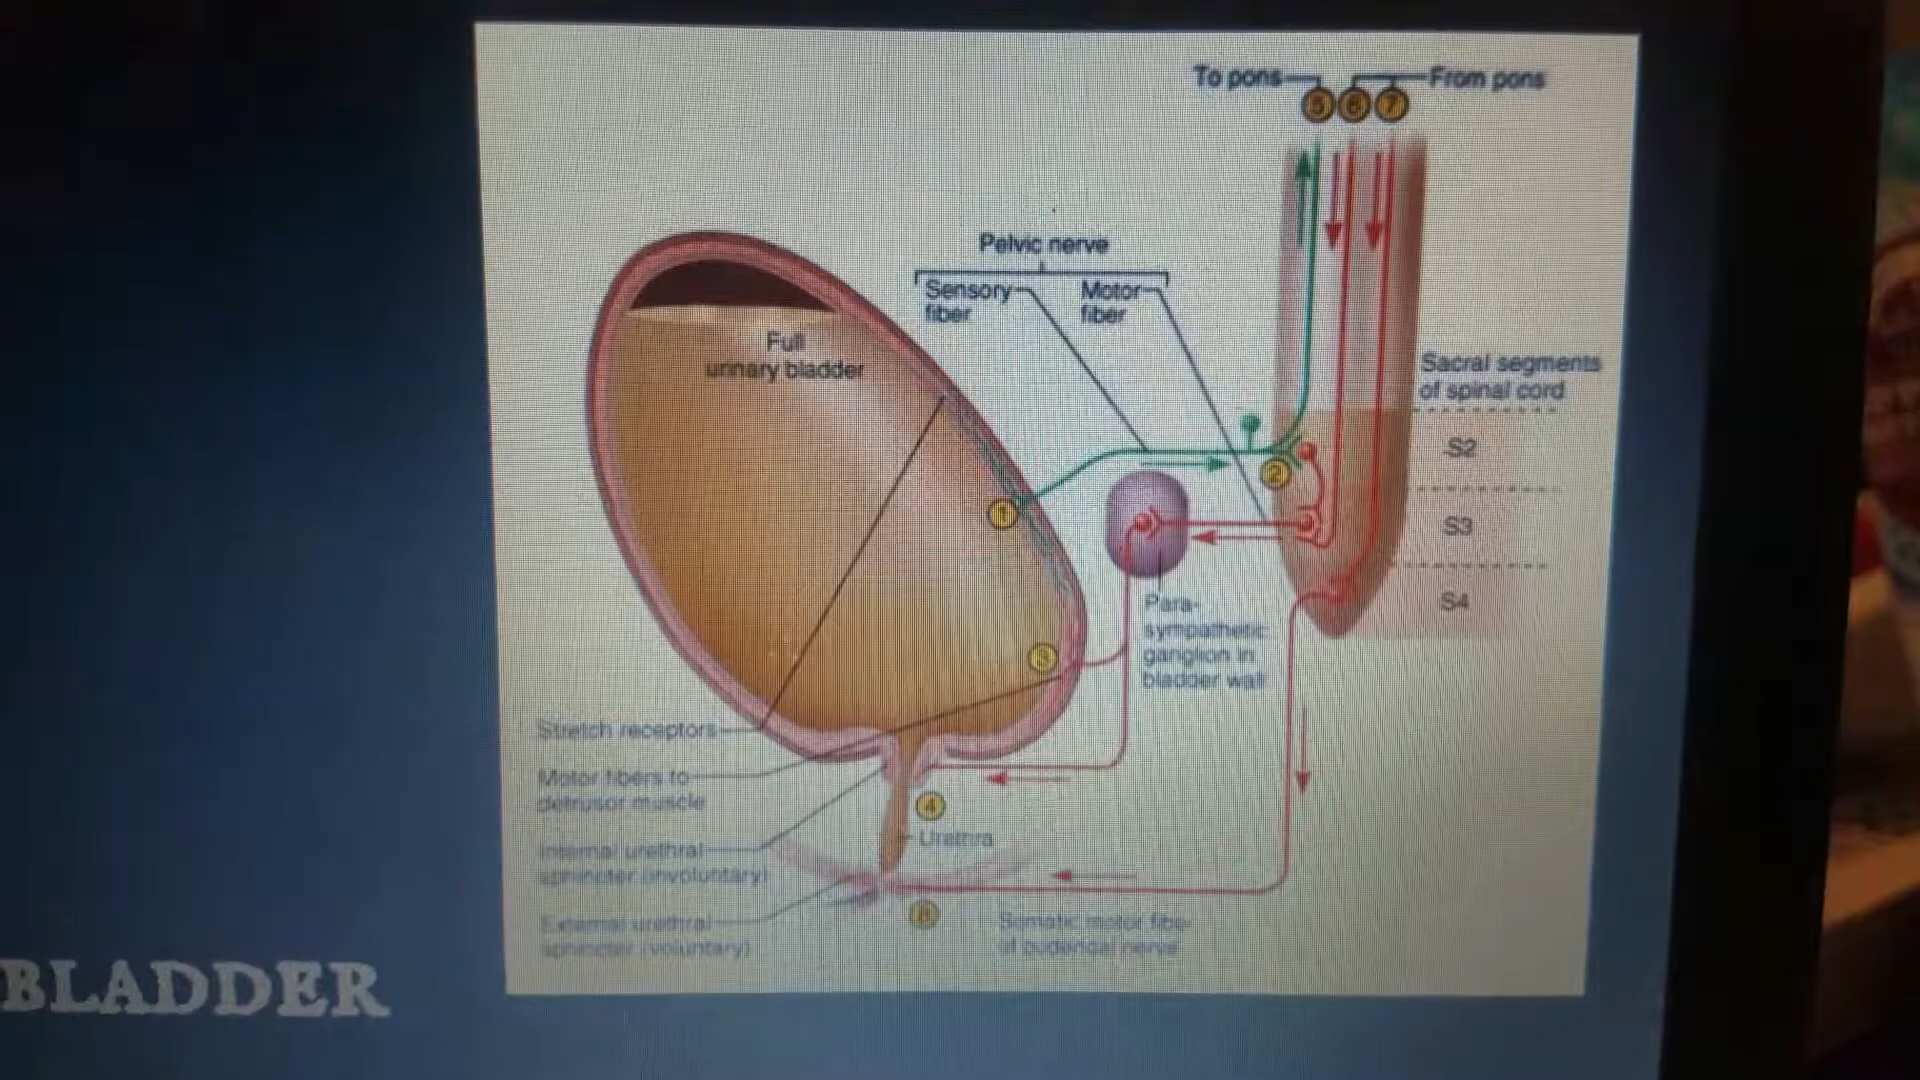 To pons
From pons
5 6 7
Pelvic nerve
Sensory
fiber
Motor
fiber
Full
urinary bladder
Sacral segments
of spinal cord
S2
2
1
S3
Para-
sympathetic
ganglion in
bladder wall
S4
3
Stretch receptors
Motor fibers to
detrusor muscle
4
Urethra
Internal urethral
sphincter (involuntary)
External urethral
sphincter (voluntary)
8
Somatic motor fiber
of pudendal nerve
BLADDER